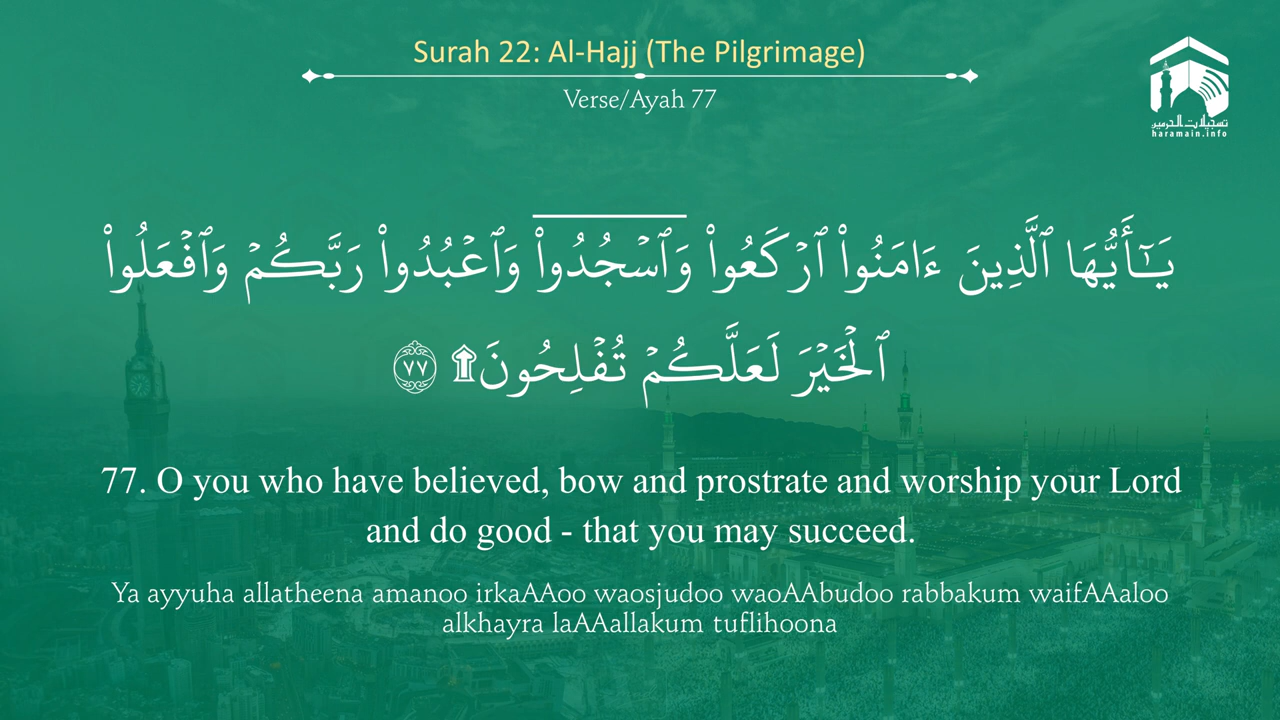 Surah 22: Al-Hajj (The Pilgrimage)
Verse/Ayah 77
تسجيلات الحرمين
haramain.info
يَـٰٓأَيُّهَا ٱلَّذِينَ ءَامَنُوا۟ ٱرْكَعُوا۟ وَٱسْجُدُوا۟ وَٱعْبُدُوا۟ رَبَّكُمْ وَٱفْعَلُوا۟
ٱلْخَيْرَ لَعَلَّكُمْ تُفْلِحُونَ۩ ٧٧
77. O you who have believed, bow and prostrate and worship your Lord
and do good - that you may succeed.
Ya ayyuha allatheena amanoo irkaAAoo waosjudoo waoAAbudoo rabbakum waifAAaloo
alkhayra laAAallakum tuflihoona